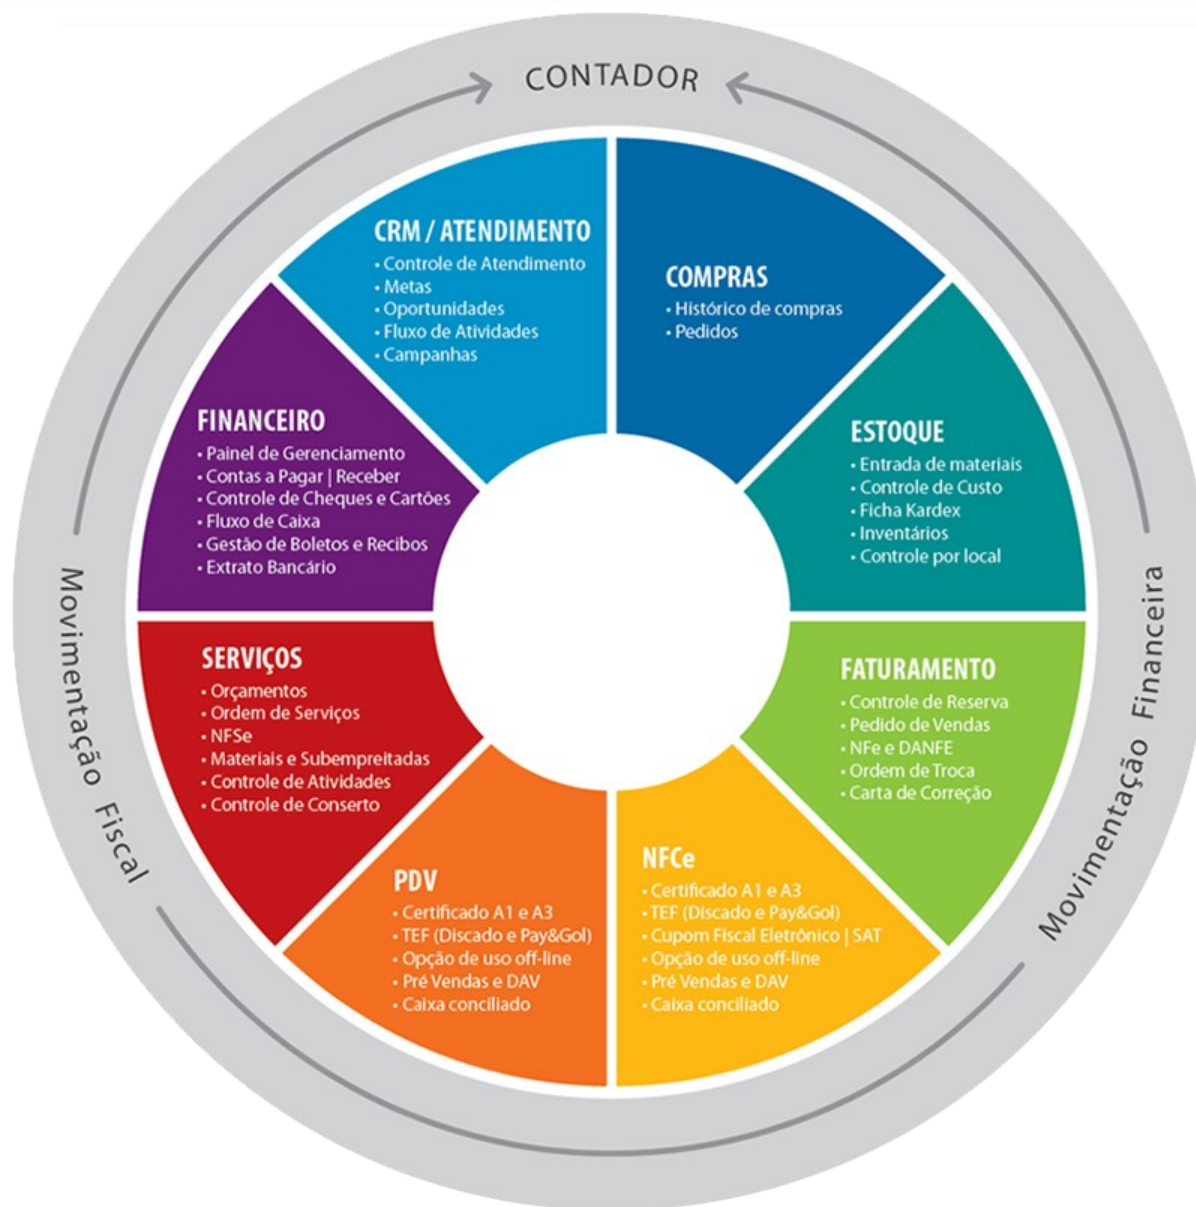 CONTADOR
CRM / ATENDIMENTO
• Controle de Atendimento
• Metas
• Oportunidades
• Fluxo de Atividades
• Campanhas
COMPRAS
• Histórico de compras
• Pedidos
ESTOQUE
• Entrada de materiais
• Controle de Custo
• Ficha Kardex
• Inventários
• Controle por local
FATURAMENTO
• Controle de Reserva
• Pedido de Vendas
• NFe e DANFE
• Ordem de Troca
• Carta de Correção
NFCe
• Certificado A1 e A3
• TEF (Discado e Pay&Gol)
• Cupom Fiscal Eletrônico | SAT
• Opção de uso off-line
• Pré Vendas e DAV
• Caixa conciliado
PDV
• Certificado A1 e A3
• TEF (Discado e Pay&Gol)
• Opção de uso off-line
• Pré Vendas e DAV
• Caixa conciliado
SERVIÇOS
• Orçamentos
• Ordem de Serviços
• NFSe
• Materiais e Subempreitadas
• Controle de Atividades
• Controle de Conserto
FINANCEIRO
• Painel de Gerenciamento
• Contas a Pagar | Receber
• Controle de Cheques e Cartões
• Fluxo de Caixa
• Gestão de Boletos e Recibos
• Extrato Bancário
Movimentação Financeira
Movimentação Fiscal